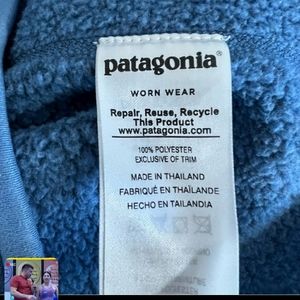 patagonia®
WORN WEAR
Repair, Reuse, Recycle
This Product
www.patagonia.com
100% POLYESTER
EXCLUSIVE OF TRIM
MADE IN THAILAND
FABRIQUÉ EN THAÏLANDE
HECHO EN TAILANDIA